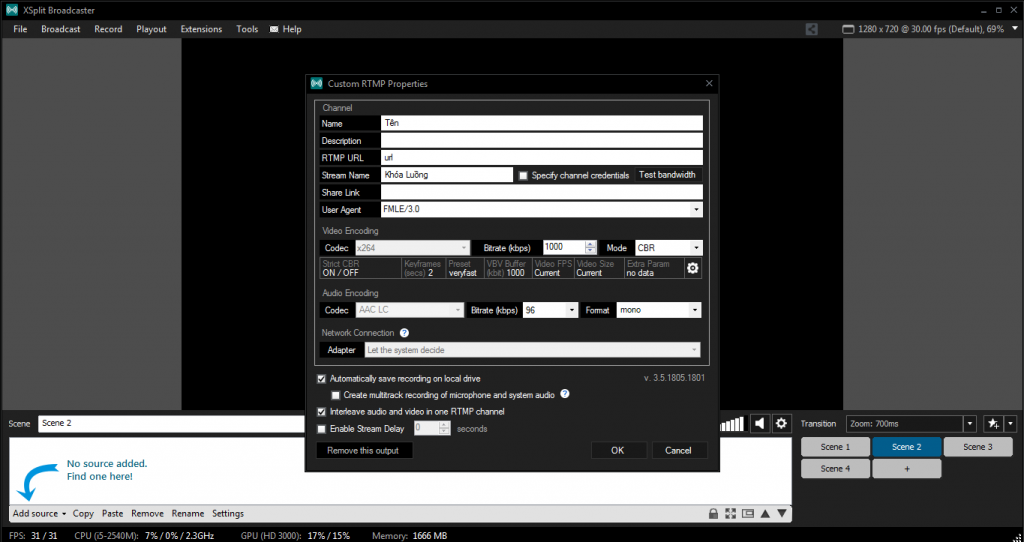 XSplit Broadcaster
File Broadcast Record Playout Extensions Tools Help 1280 x 720 @ 30.00 fps (Default), 69%
Custom RTMP Properties
Channel
Name Tên
Description
RTMP URL url
Stream Name Khóa Luồng Specify channel credentials Test bandwidth
Share Link
User Agent FMLE/3.0
Video Encoding
Codec x264 Bitrate (kbps) 1000 Mode CBR
Strict CBR Keyframes Preset VBV Buffer Video FPS Video Size Extra Param
ON / OFF (secs) 2 veryfast (kbit) 1000 Current Current no data
Audio Encoding
Codec AAC LC Bitrate (kbps) 96 Format mono
Network Connection ?
Adapter Let the system decide
Automatically save recording on local drive v. 3.5.1805.1801
Create multitrack recording of microphone and system audio ?
Interleave audio and video in one RTMP channel
Enable Stream Delay 0 seconds
Remove this output OK Cancel
Scene Scene 2 Transition Zoom: 700ms
No source added.
Find one here!
Scene 1 Scene 2 Scene 3
Scene 4 +
Add source Copy Paste Remove Rename Settings
FPS: 31 / 31 CPU (i5-2540M): 7% / 0% / 2.3GHz GPU (HD 3000): 17% / 15% Memory: 1666 MB